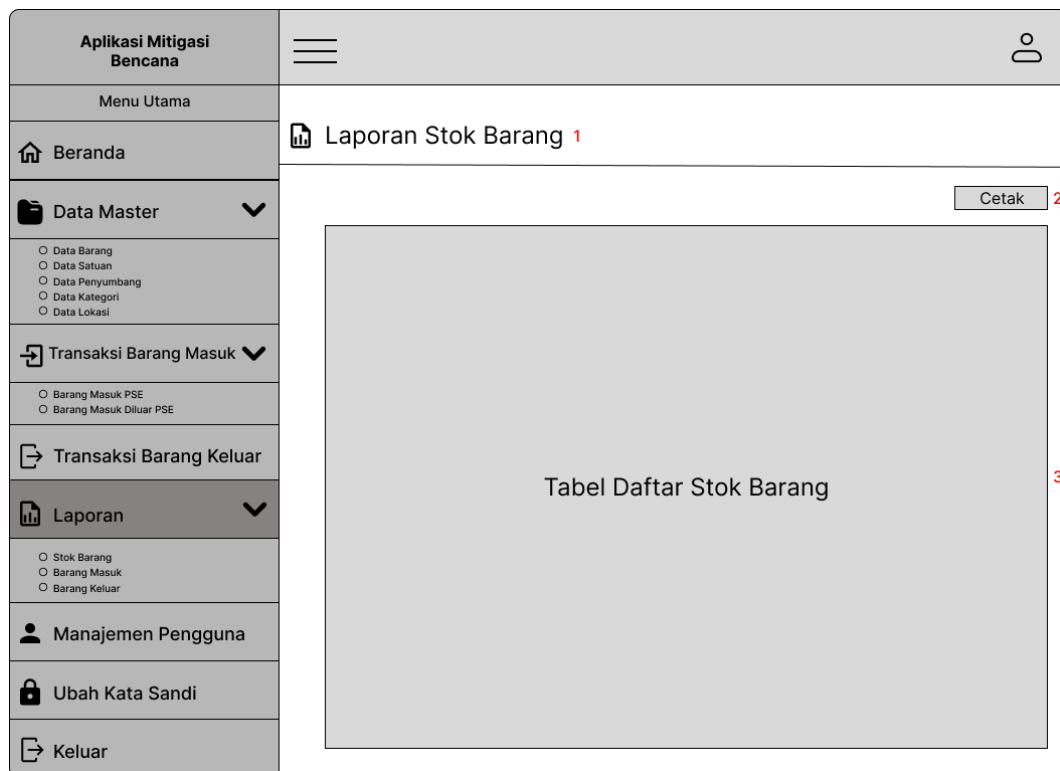 Aplikasi Mitigasi
Bencana
Menu Utama
Beranda
Data Master
Data Barang
Data Satuan
Data Penyumbang
Data Kategori
Data Lokasi
Transaksi Barang Masuk
Barang Masuk PSE
Barang Masuk Diluar PSE
Transaksi Barang Keluar
Laporan
Stok Barang
Barang Masuk
Barang Keluar
Manajemen Pengguna
Ubah Kata Sandi
Keluar
Laporan Stok Barang 1
Cetak 2
Tabel Daftar Stok Barang 3